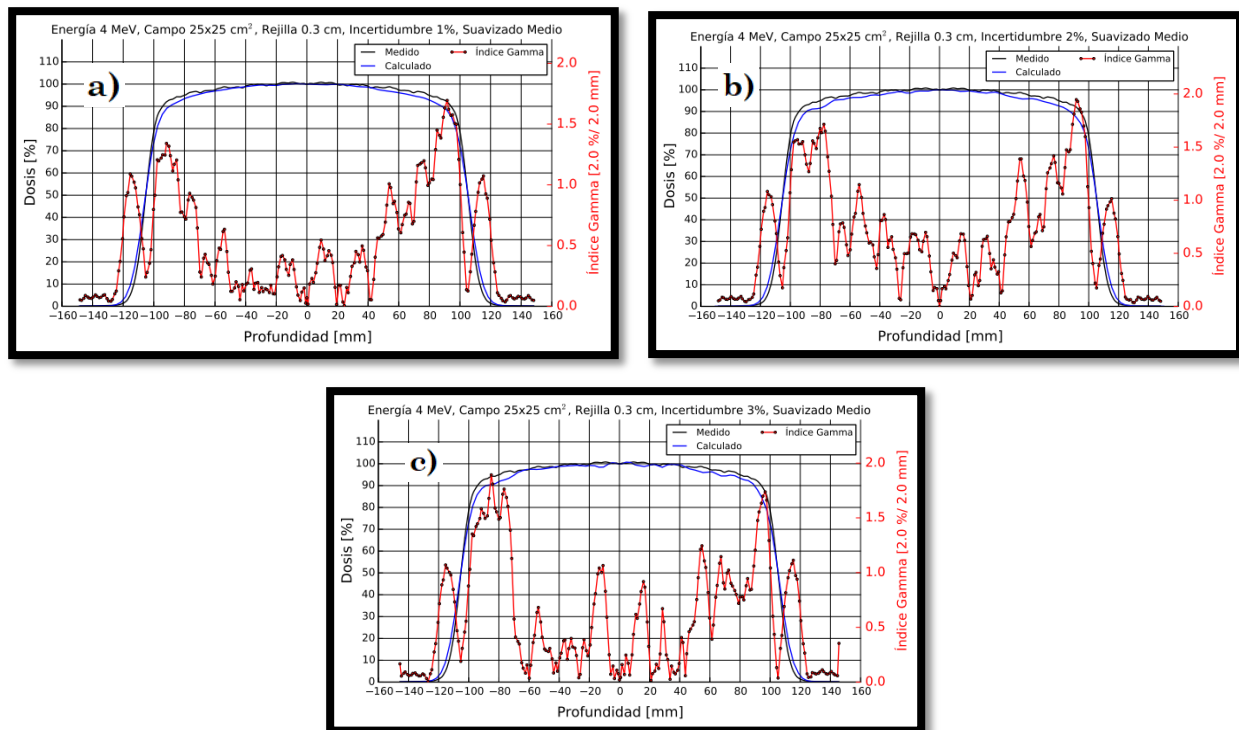 Energía 4 MeV, Campo 25x25 cm², Rejilla 0.3 cm, Incertidumbre 1%, Suavizado Medio
a)
Medido
Calculado
Índice Gamma
Dosis [%]
110
100
90
80
70
60
50
40
30
20
10
0
2.0
1.5
1.0
0.5
0.0
Índice Gamma [2.0 %/ 2.0 mm]
−160 −140 −120 −100 −80 −60 −40 −20 0 20 40 60 80 100 120 140 160
Profundidad [mm]
Energía 4 MeV, Campo 25x25 cm², Rejilla 0.3 cm, Incertidumbre 2%, Suavizado Medio
b)
Medido
Calculado
Índice Gamma
Dosis [%]
110
100
90
80
70
60
50
40
30
20
10
0
2.0
1.5
1.0
0.5
0.0
Índice Gamma [2.0 %/ 2.0 mm]
−160 −140 −120 −100 −80 −60 −40 −20 0 20 40 60 80 100 120 140 160
Profundidad [mm]
Energía 4 MeV, Campo 25x25 cm², Rejilla 0.3 cm, Incertidumbre 3%, Suavizado Medio
c)
Medido
Calculado
Índice Gamma
Dosis [%]
110
100
90
80
70
60
50
40
30
20
10
0
2.0
1.5
1.0
0.5
0.0
Índice Gamma [2.0 %/ 2.0 mm]
−160 −140 −120 −100 −80 −60 −40 −20 0 20 40 60 80 100 120 140 160
Profundidad [mm]